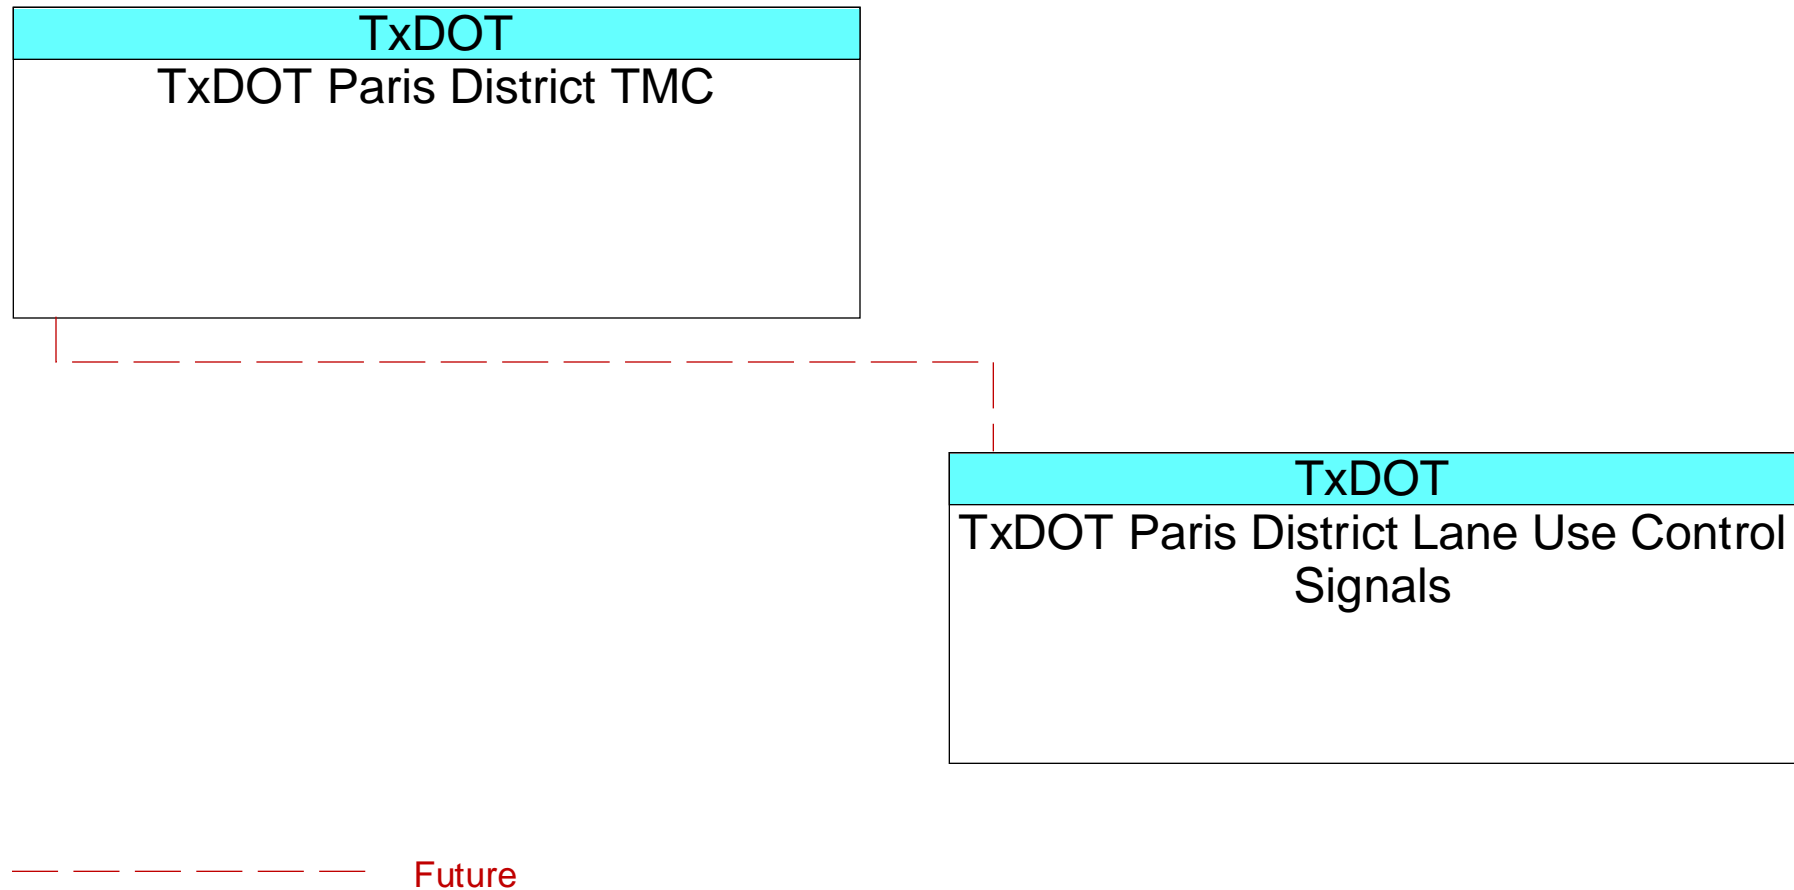 TxDOT
TxDOT Paris District TMC
TxDOT
TxDOT Paris District Lane Use Control
Signals
Future